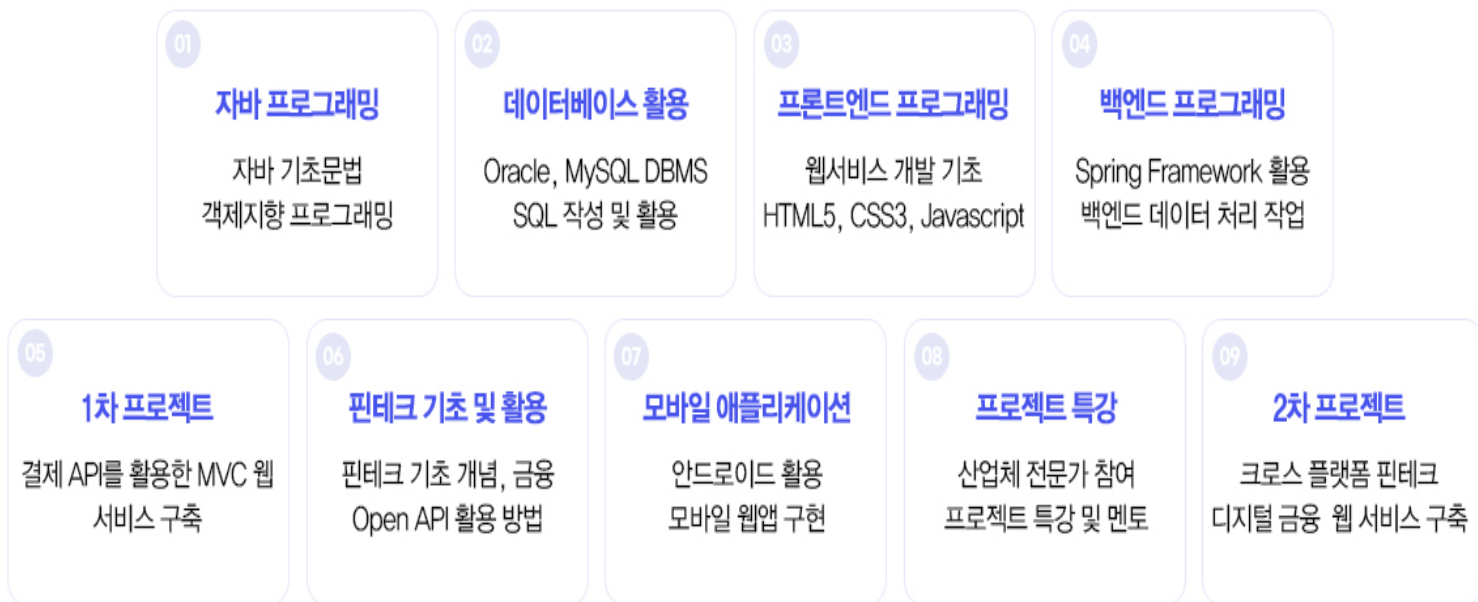 01
자바 프로그래밍
자바 기초문법
객제지향 프로그래밍
02
데이터베이스 활용
Oracle, MySQL DBMS
SQL 작성 및 활용
03
프론트엔드 프로그래밍
웹서비스 개발 기초
HTML5, CSS3, Javascript
04
백엔드 프로그래밍
Spring Framework 활용
백엔드 데이터 처리 작업
05
1차 프로젝트
결제 API를 활용한 MVC 웹
서비스 구축
06
핀테크 기초 및 활용
핀테크 기초 개념, 금융
Open API 활용 방법
07
모바일 애플리케이션
안드로이드 활용
모바일 웹앱 구현
08
프로젝트 특강
산업체 전문가 참여
프로젝트 특강 및 멘토
09
2차 프로젝트
크로스 플랫폼 핀테크
디지털 금융 웹 서비스 구축